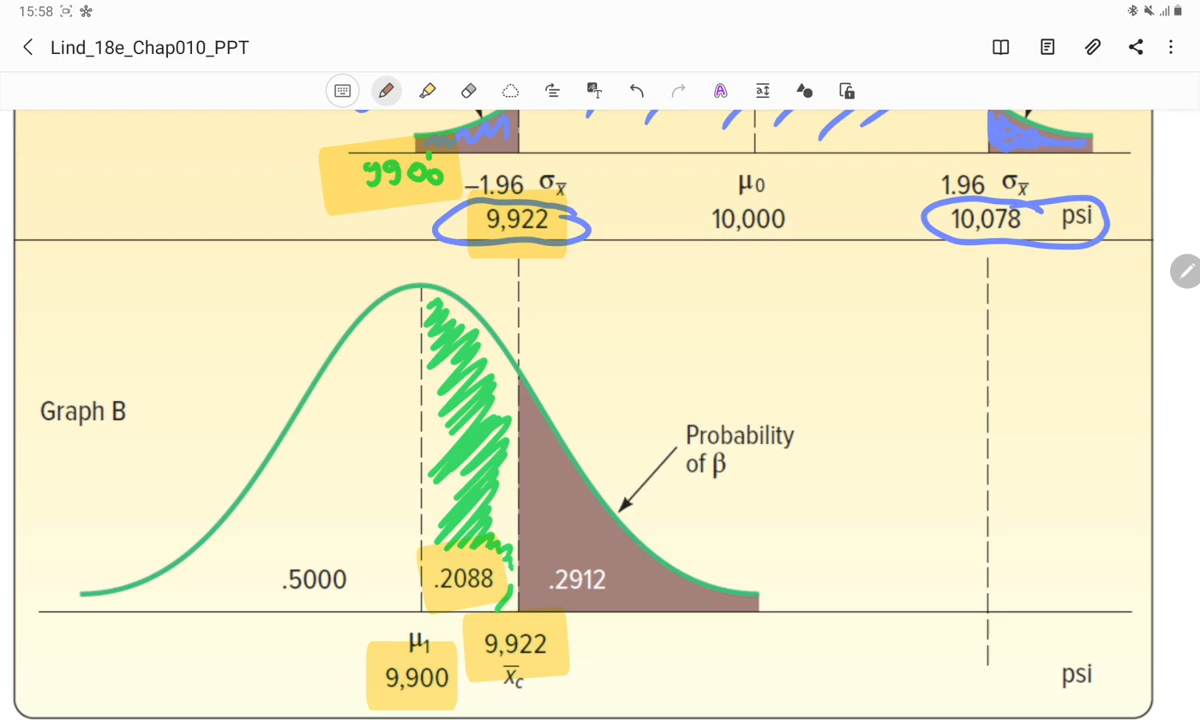 15:58
Lind_18e_Chap010_PPT
9900
–1.96 σx̅ μ0 1.96 σx̅
9,922 10,000 10,078 psi
Graph B
Probability
of β
.5000 .2088 .2912
μ1 9,922
9,900 x̅c psi